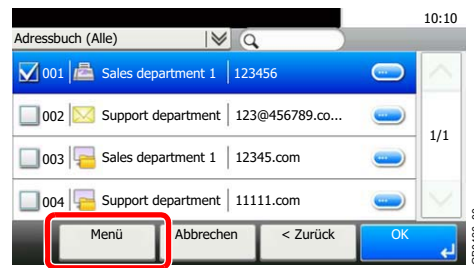 10:10
Adressbuch (Alle)
001 Sales department 1 123456
002 Support department 123@456789.co...
1/1
003 Sales department 1 12345.com
004 Support department 11111.com
Menü Abbrechen < Zurück OK